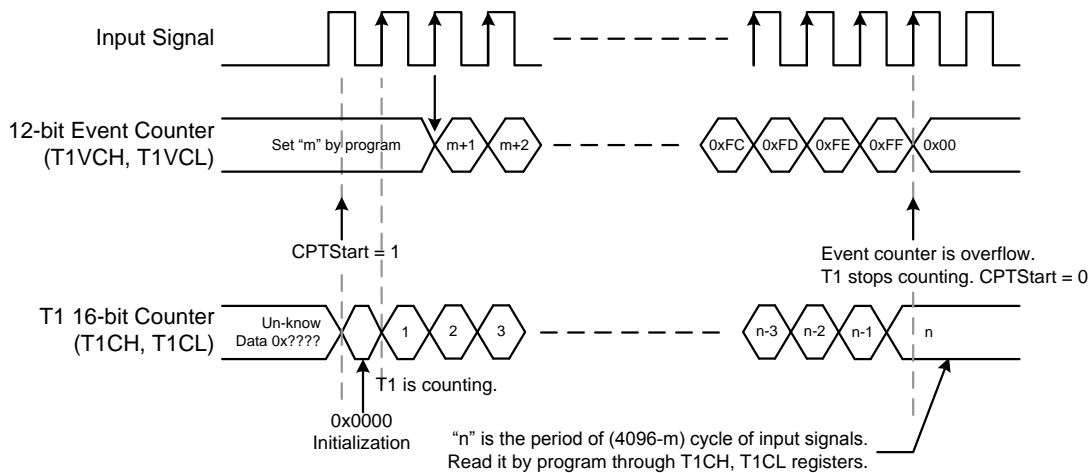 Input Signal
12-bit Event Counter
(T1VCH, T1VCL)
Set “m” by program
m+1
m+2
0xFC
0xFD
0xFE
0xFF
0x00
CPTStart = 1
Event counter is overflow.
T1 stops counting. CPTStart = 0
T1 16-bit Counter
(T1CH, T1CL)
Un-know
Data 0x????
1
2
3
n-3
n-2
n-1
n
T1 is counting.
0x0000
Initialization
“n” is the period of (4096-m) cycle of input signals.
Read it by program through T1CH, T1CL registers.